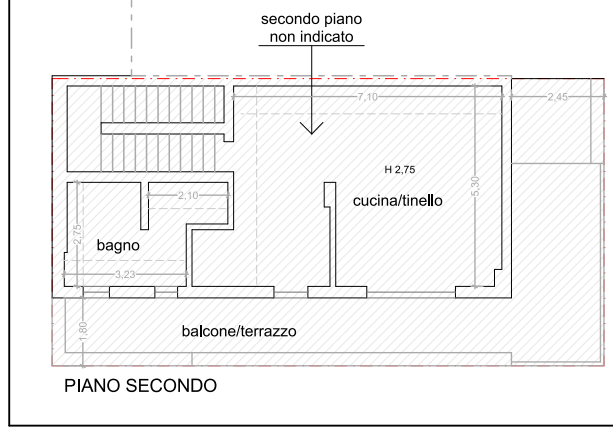 secondo piano
non indicato
7,10
2,45
H 2,75
5,30
cucina/tinello
2,10
2,75
bagno
3,23
1,80
balcone/terrazzo
PIANO SECONDO